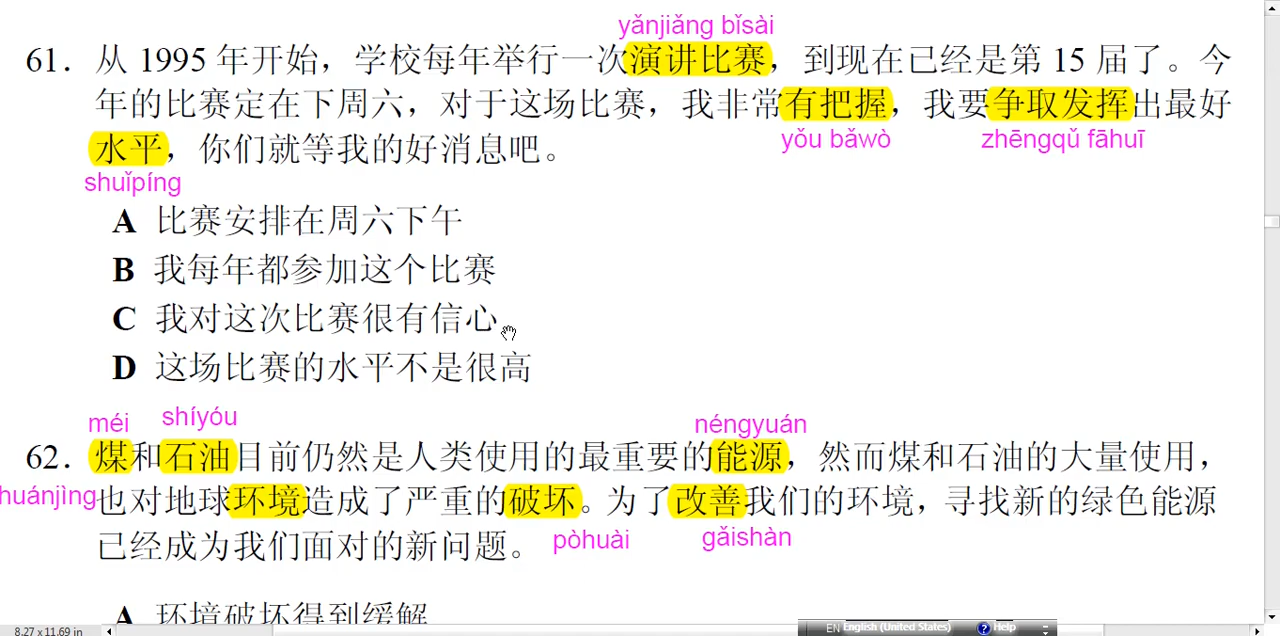 yǎnjiǎng bǐsài
61. 从 1995 年开始，学校每年举行一次演讲比赛，到现在已经是第 15 届了。今
年的比赛定在下周六，对于这场比赛，我非常有把握，我要争取发挥出最好
yǒu bǎwò zhēngqǔ fāhuī
水平，你们就等我的好消息吧。
shuǐpíng
A 比赛安排在周六下午
B 我每年都参加这个比赛
C 我对这次比赛很有信心
D 这场比赛的水平不是很高
méi shíyóu néngyuán
62. 煤和石油目前仍然是人类使用的最重要的能源，然而煤和石油的大量使用，
huánjìng
也对地球环境造成了严重的破坏。为了改善我们的环境，寻找新的绿色能源
已经成为我们面对的新问题。
pòhuài gǎishàn
A 环境破坏得到缓解
8.27 x 11.69 in
EN English (United States) Help